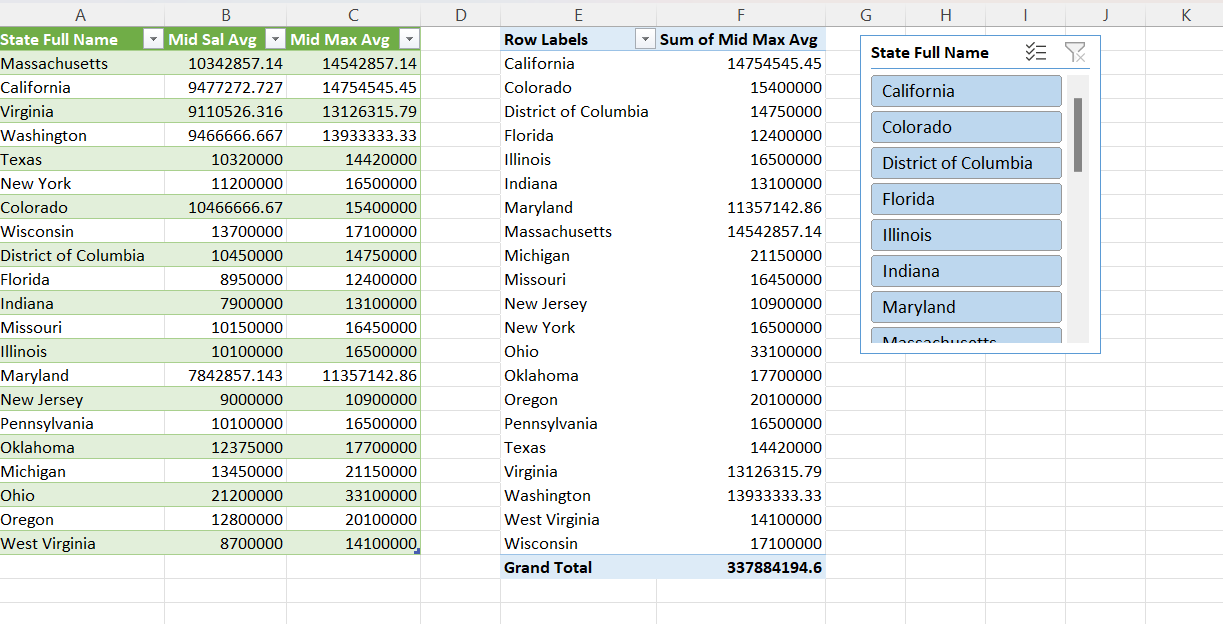 A B C D E F G H I J K
State Full Name Mid Sal Avg Mid Max Avg Row Labels Sum of Mid Max Avg
State Full Name
Massachusetts 10342857.14 14542857.14 California 14754545.45
California 9477272.727 14754545.45 Colorado 15400000
California
Virginia 9110526.316 13126315.79 District of Columbia 14750000
Colorado
Washington 9466666.667 13933333.33 Florida 12400000
Texas 10320000 14420000 Illinois 16500000
District of Columbia
New York 11200000 16500000 Indiana 13100000
Florida
Colorado 10466666.67 15400000 Maryland 11357142.86
Wisconsin 13700000 17100000 Massachusetts 14542857.14
Illinois
District of Columbia 10450000 14750000 Michigan 21150000
Indiana
Florida 8950000 12400000 Missouri 16450000
Indiana 7900000 13100000 New Jersey 10900000
Maryland
Missouri 10150000 16450000 New York 16500000
Massachusetts
Illinois 10100000 16500000 Ohio 33100000
Maryland 7842857.143 11357142.86 Oklahoma 17700000
New Jersey 9000000 10900000 Oregon 20100000
Pennsylvania 10100000 16500000 Pennsylvania 16500000
Oklahoma 12375000 17700000 Texas 14420000
Michigan 13450000 21150000 Virginia 13126315.79
Ohio 21200000 33100000 Washington 13933333.33
Oregon 12800000 20100000 West Virginia 14100000
West Virginia 8700000 14100000 Wisconsin 17100000
Grand Total 337884194.6